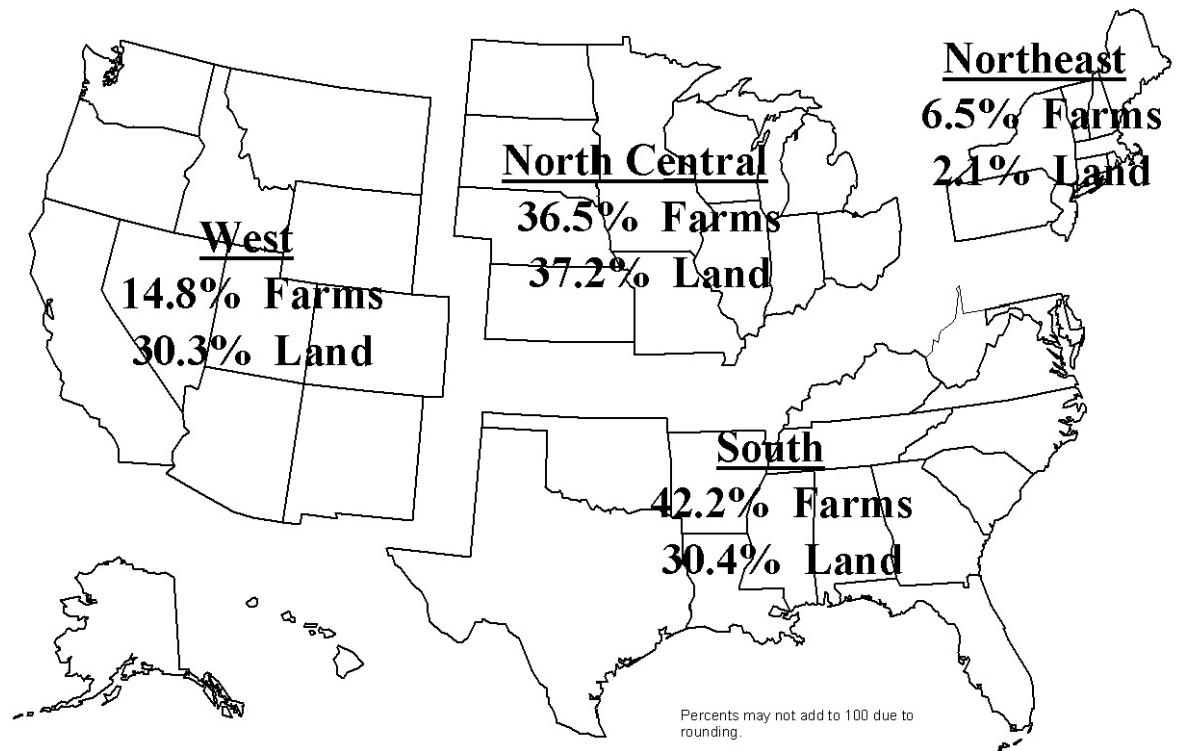 Northeast
6.5% Farms
2.1% Land
North Central
36.5% Farms
37.2% Land
West
14.8% Farms
30.3% Land
South
42.2% Farms
30.4% Land
Percents may not add to 100 due to
rounding.